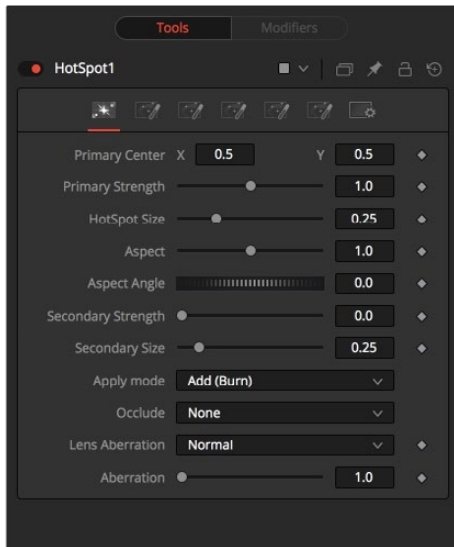 Tools Modifiers
HotSpot1
Primary Center X 0.5 Y 0.5
Primary Strength 1.0
HotSpot Size 0.25
Aspect 1.0
Aspect Angle 0.0
Secondary Strength 0.0
Secondary Size 0.25
Apply mode Add (Burn)
Occlude None
Lens Aberration Normal
Aberration 1.0